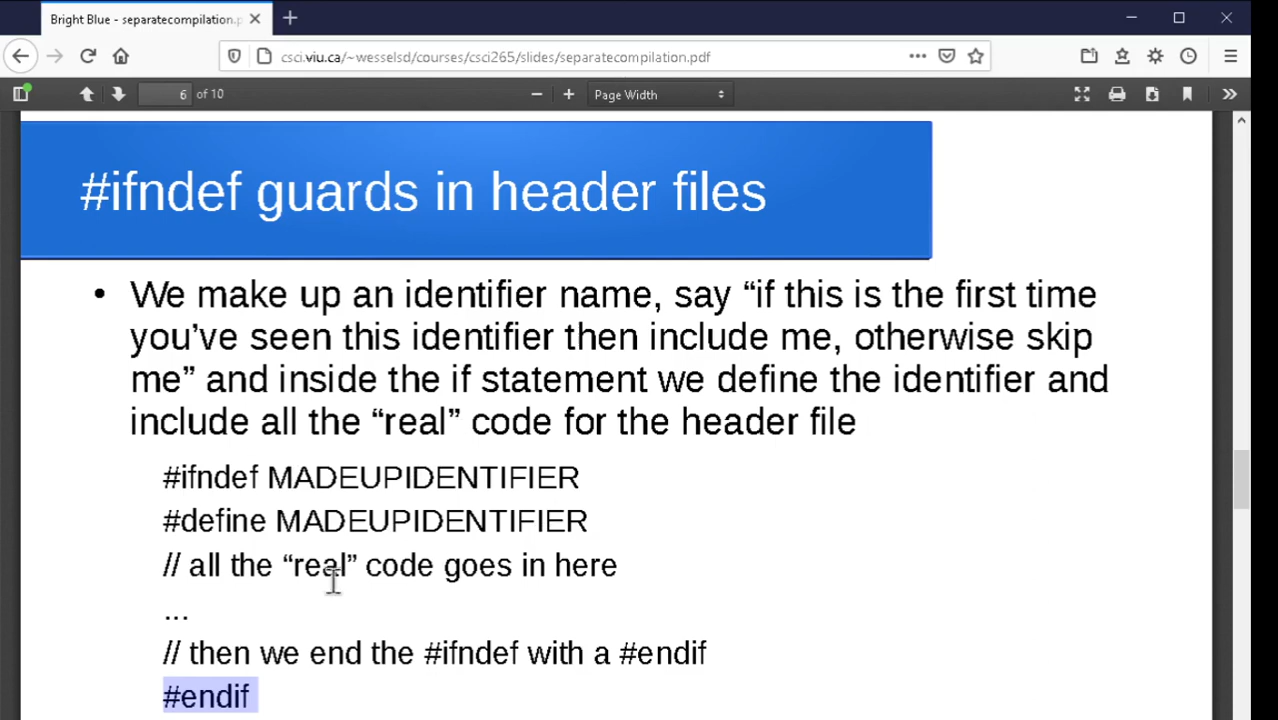 Bright Blue - separatecompilation.p
csci.viu.ca/~wesselsd/courses/csci265/slides/separatecompilation.pdf
6 of 10
Page Width
#ifndef guards in header files
• We make up an identifier name, say “if this is the first time
you’ve seen this identifier then include me, otherwise skip
me” and inside the if statement we define the identifier and
include all the “real” code for the header file
#ifndef MADEUPIDENTIFIER
#define MADEUPIDENTIFIER
// all the “real” code goes in here
...
// then we end the #ifndef with a #endif
#endif